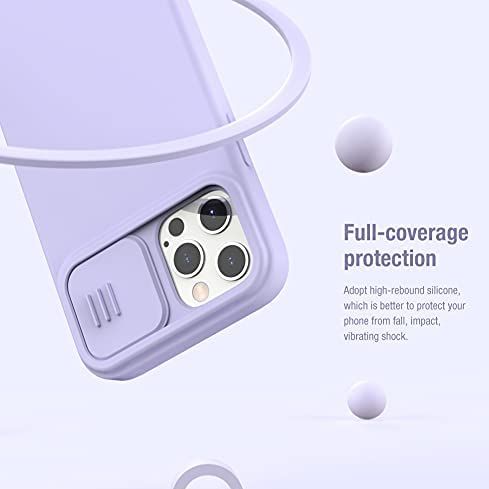 Full-coverage
protection
Adopt high-rebound silicone,
which is better to protect your
phone from fall, impact,
vibrating shock.